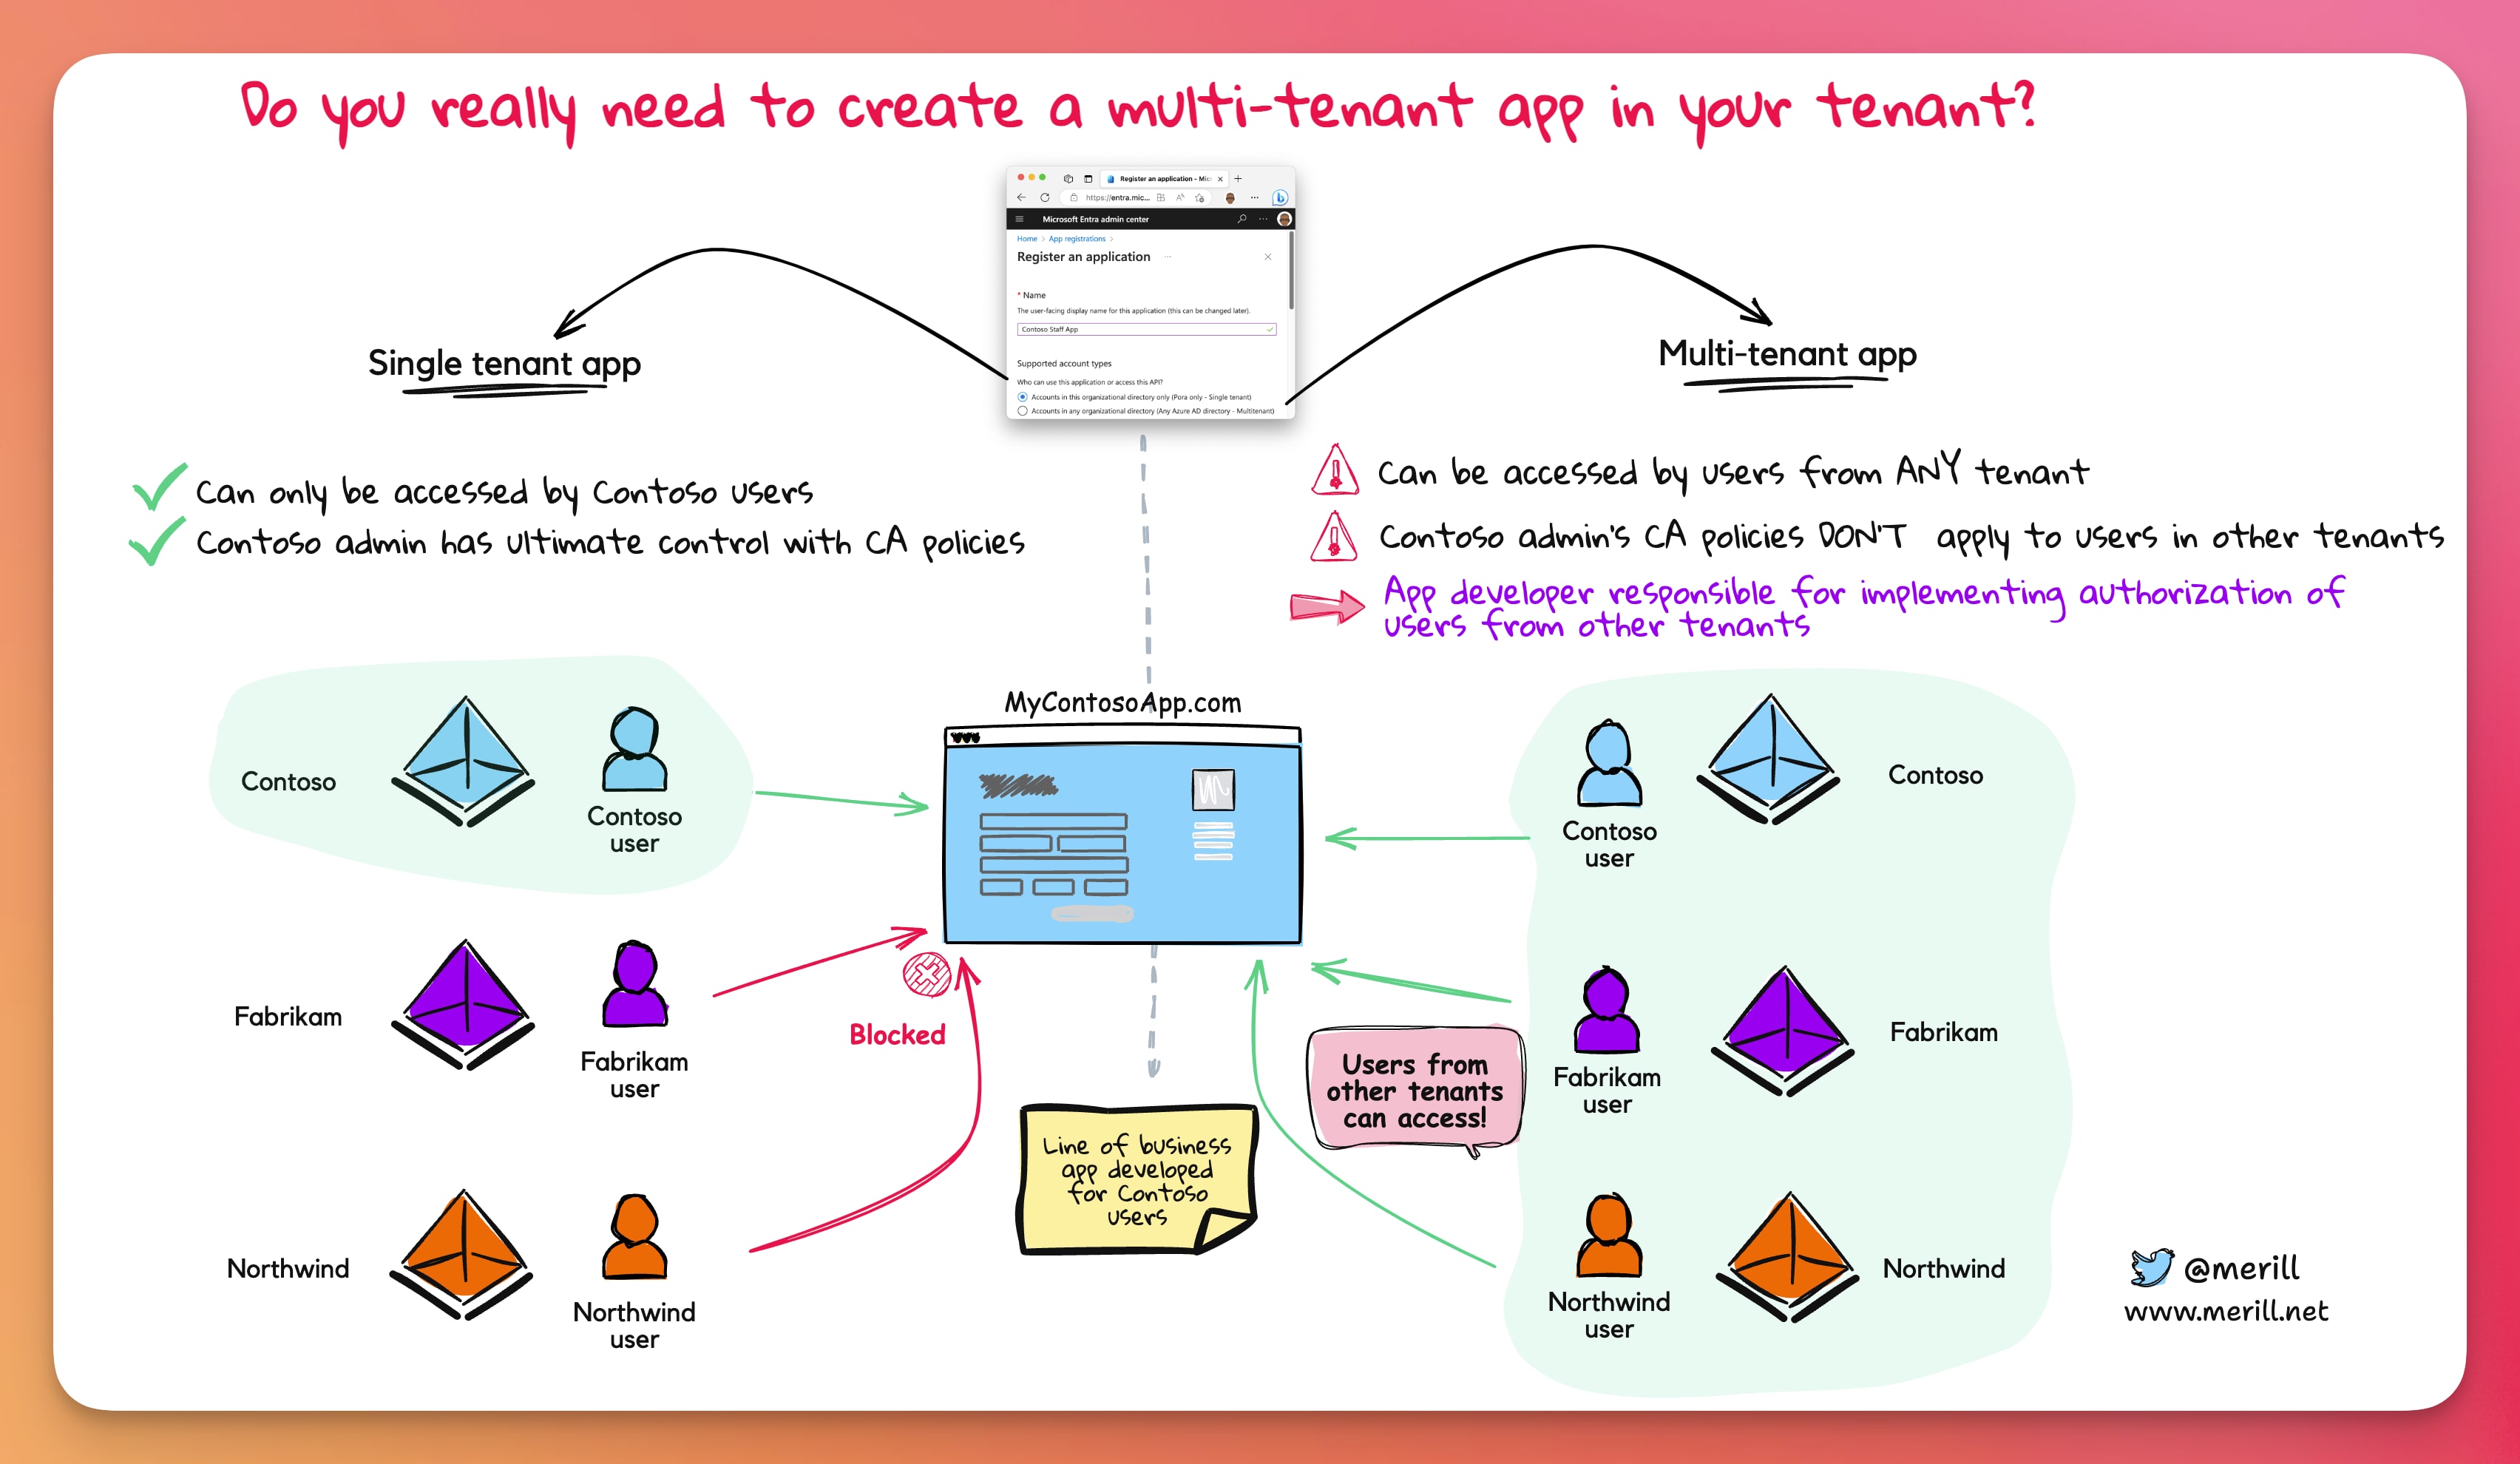 Do you really need to create a multi-tenant app in your tenant?
Register an application - Mic
https://entra.mic...
Microsoft Entra admin center
Home > App registrations >
Register an application ...
* Name
The user-facing display name for this application (this can be changed later).
Contoso Staff App
Supported account types
Who can use this application or access this API?
Accounts in this organizational directory only (Pora only - Single tenant)
Accounts in any organizational directory (Any Azure AD directory - Multitenant)
Single tenant app
Can only be accessed by Contoso users
Contoso admin has ultimate control with CA policies
Multi-tenant app
Can be accessed by users from ANY tenant
Contoso admin's CA policies DON'T apply to users in other tenants
App developer responsible for implementing authorization of
users from other tenants
MyContosoApp.com
Contoso
Contoso
user
Fabrikam
Fabrikam
user
Northwind
Northwind
user
Blocked
Line of business
app developed
for Contoso
users
Users from
other tenants
can access!
Contoso
user
Contoso
Fabrikam
user
Fabrikam
Northwind
user
Northwind
@merill
www.merill.net